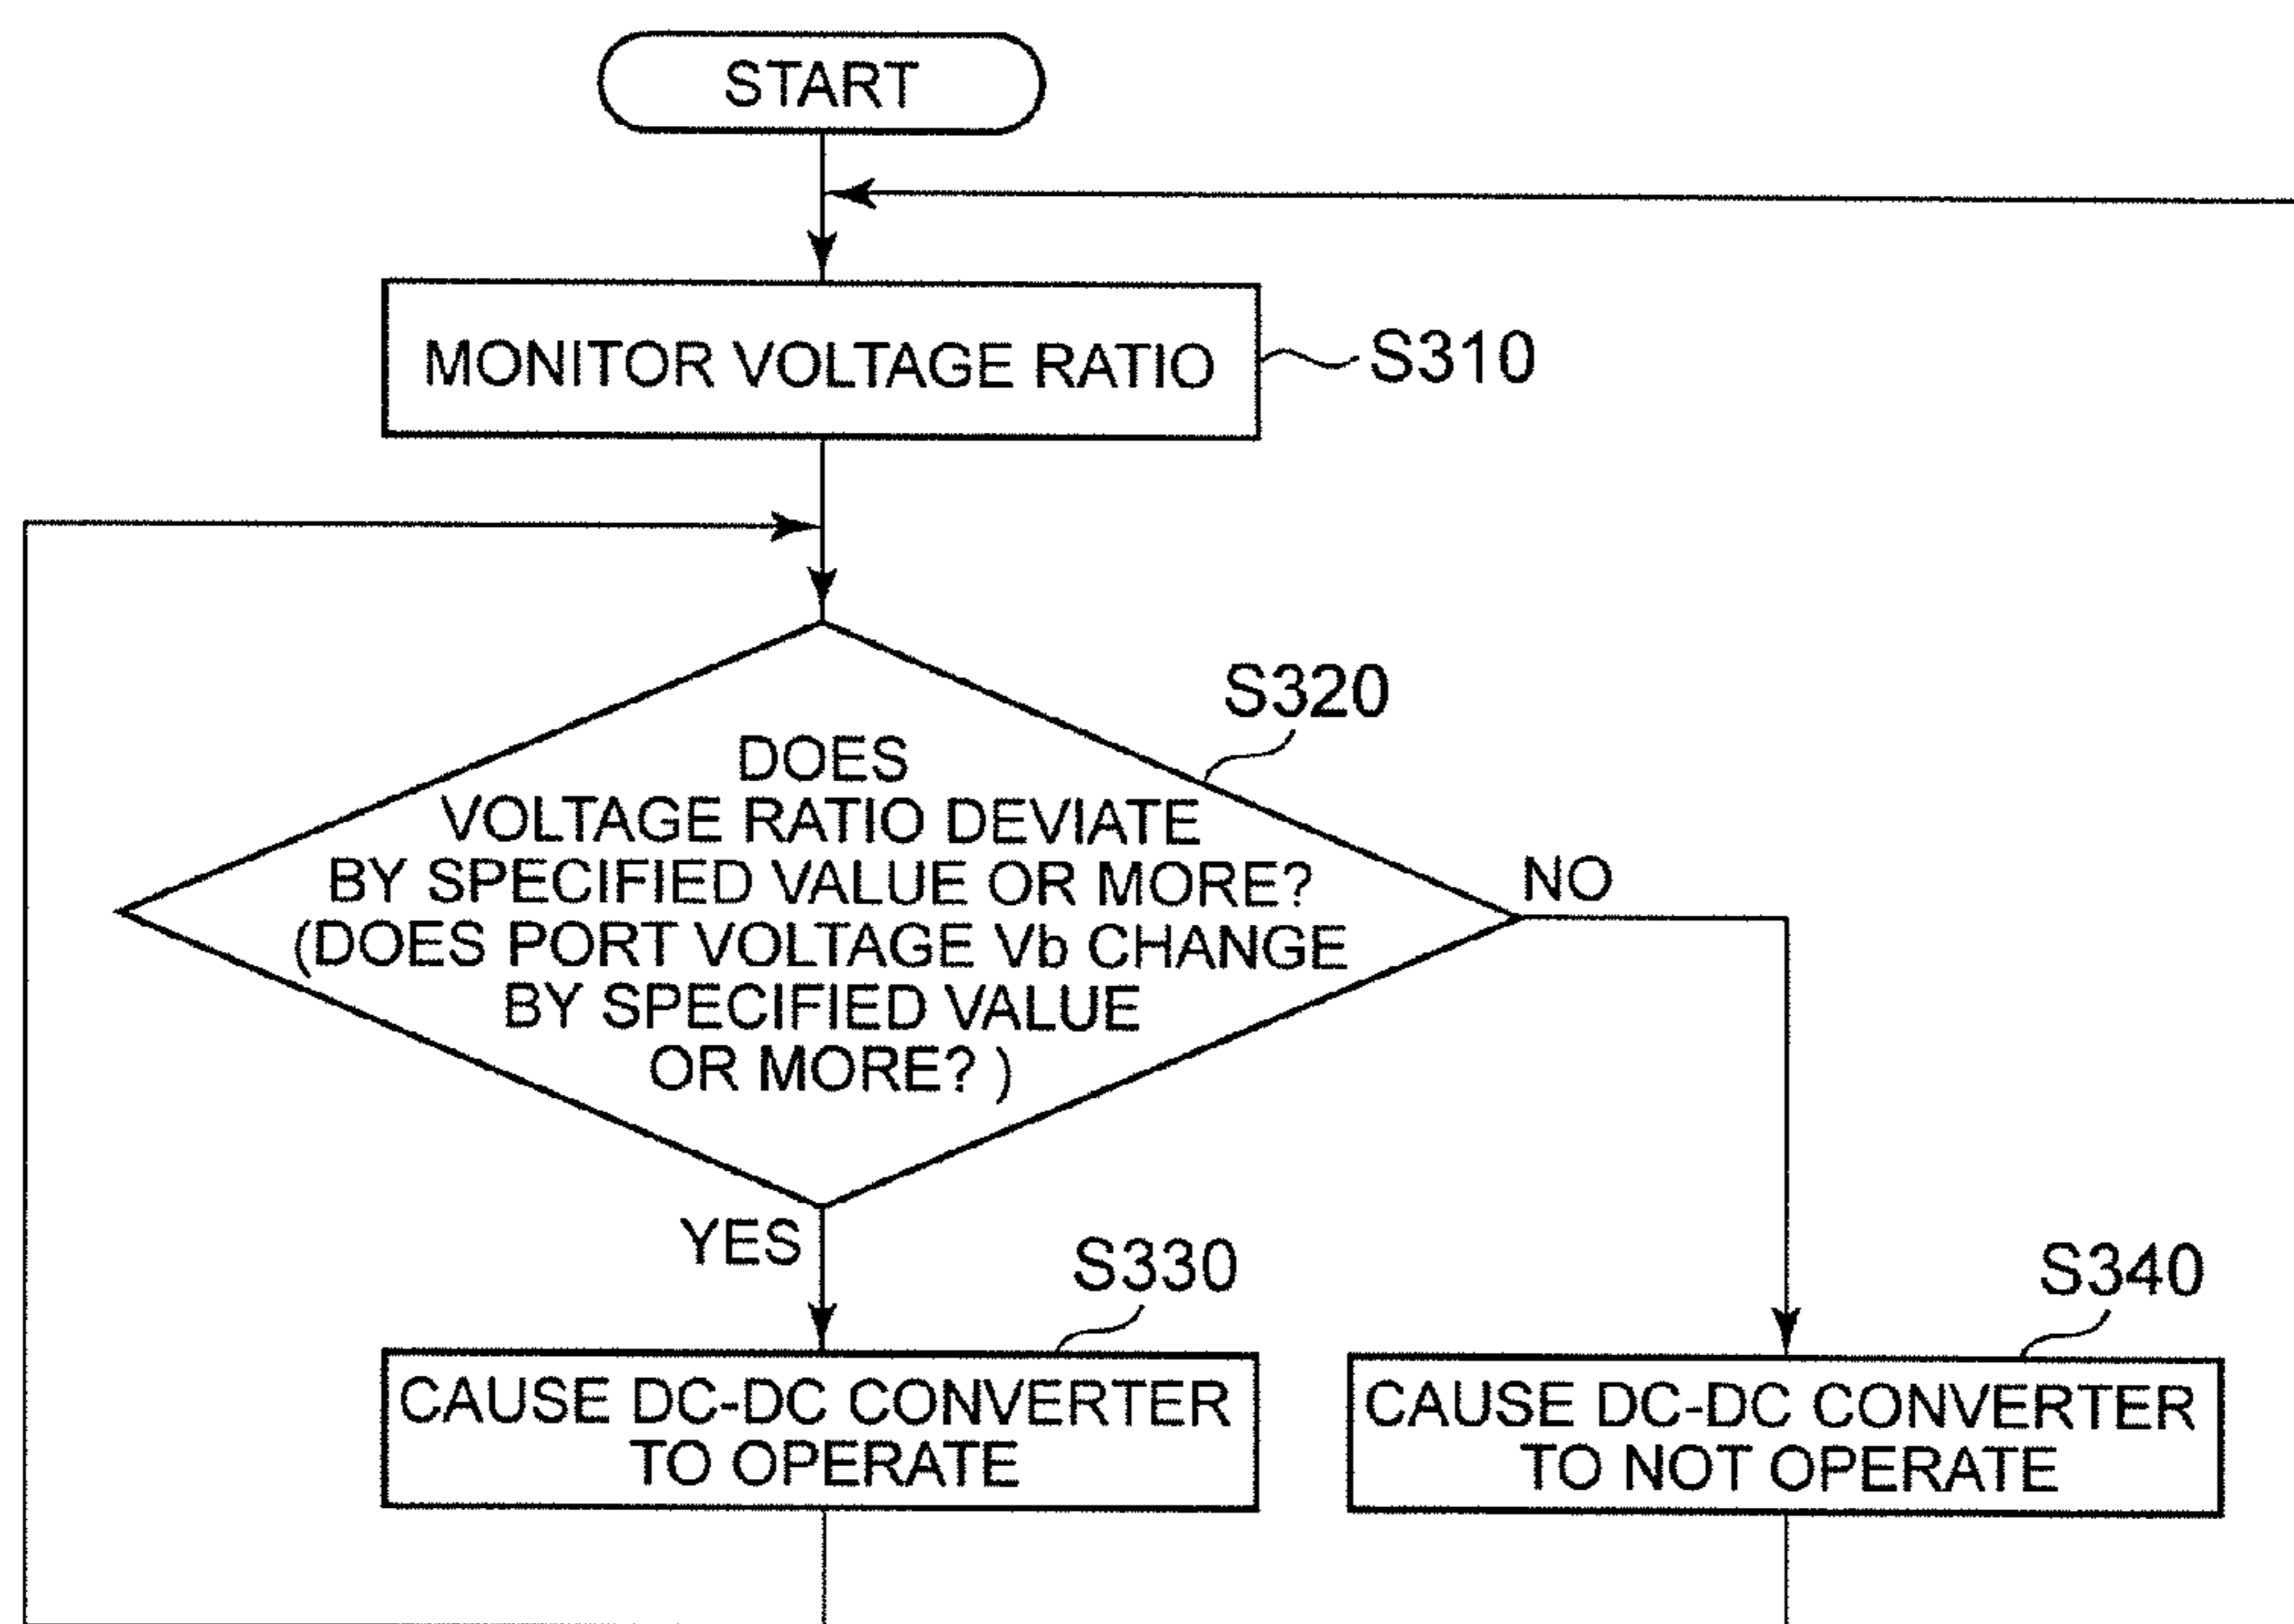 START
MONITOR VOLTAGE RATIO
S310
S320
DOES
VOLTAGE RATIO DEVIATE
BY SPECIFIED VALUE OR MORE?
(DOES PORT VOLTAGE Vb CHANGE
BY SPECIFIED VALUE
OR MORE? )
NO
YES
S330
CAUSE DC-DC CONVERTER
TO OPERATE
S340
CAUSE DC-DC CONVERTER
TO NOT OPERATE